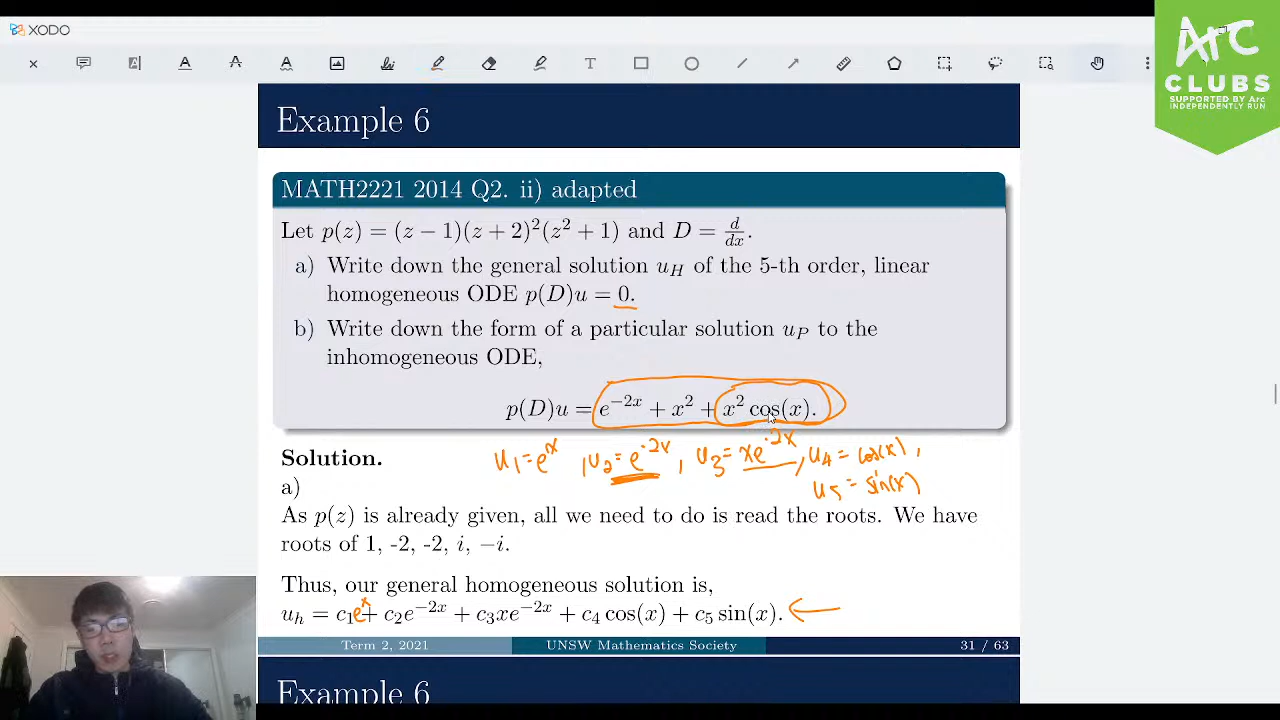 XODO
Arc
CLUBS
SUPPORTED BY Arc
INDEPENDENTLY RUN
Example 6
MATH2221 2014 Q2. ii) adapted
Let p(z) = (z − 1)(z + 2)²(z² + 1) and D = d/dx.
a) Write down the general solution u_H of the 5-th order, linear
homogeneous ODE p(D)u = 0.
b) Write down the form of a particular solution u_P to the
inhomogeneous ODE,
p(D)u = e^{−2x} + x² + x² cos(x).
u₁ = e^x , u₂ = e^{-2x} , u₃ = xe^{-2x} , u₄ = cos(x) ,
u₅ = sin(x)
Solution.
a)
As p(z) is already given, all we need to do is read the roots. We have
roots of 1, -2, -2, i, −i.
Thus, our general homogeneous solution is,
u_h = c₁e^x + c₂e^{−2x} + c₃xe^{−2x} + c₄ cos(x) + c₅ sin(x).
Term 2, 2021 UNSW Mathematics Society 31 / 63
Example 6